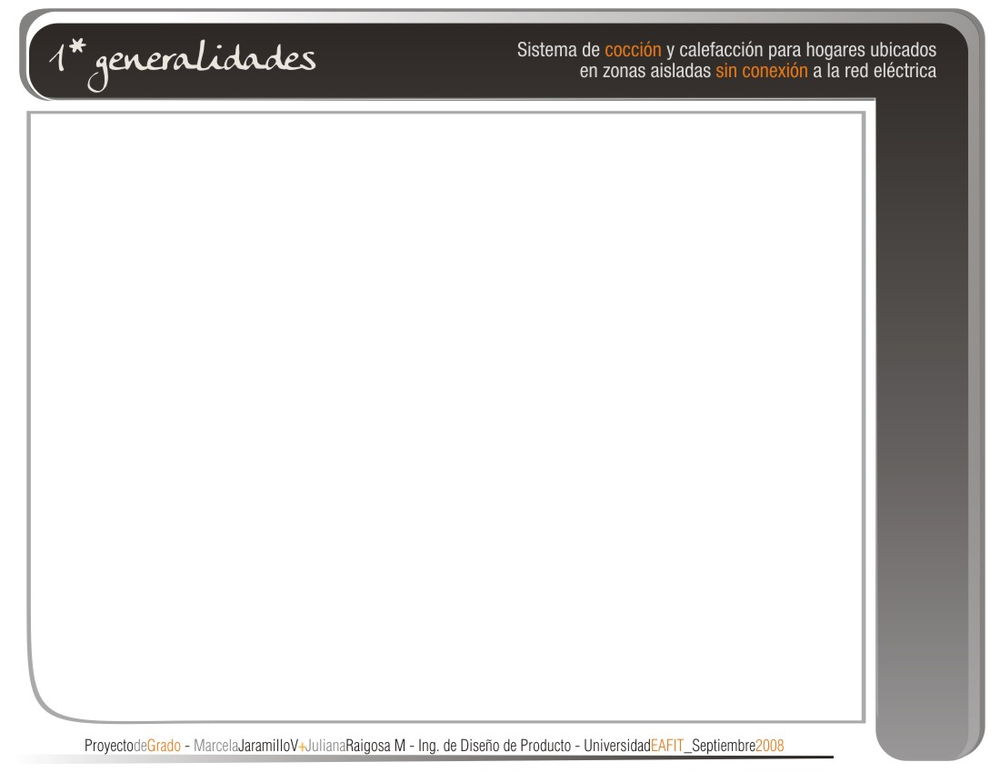 1* generalidades
Sistema de cocción y calefacción para hogares ubicados
en zonas aisladas sin conexión a la red eléctrica
ProyectodeGrado - MarcelaJaramilloV+JulianaRaigosa M - Ing. de Diseño de Producto - UniversidadEAFIT_Septiembre2008